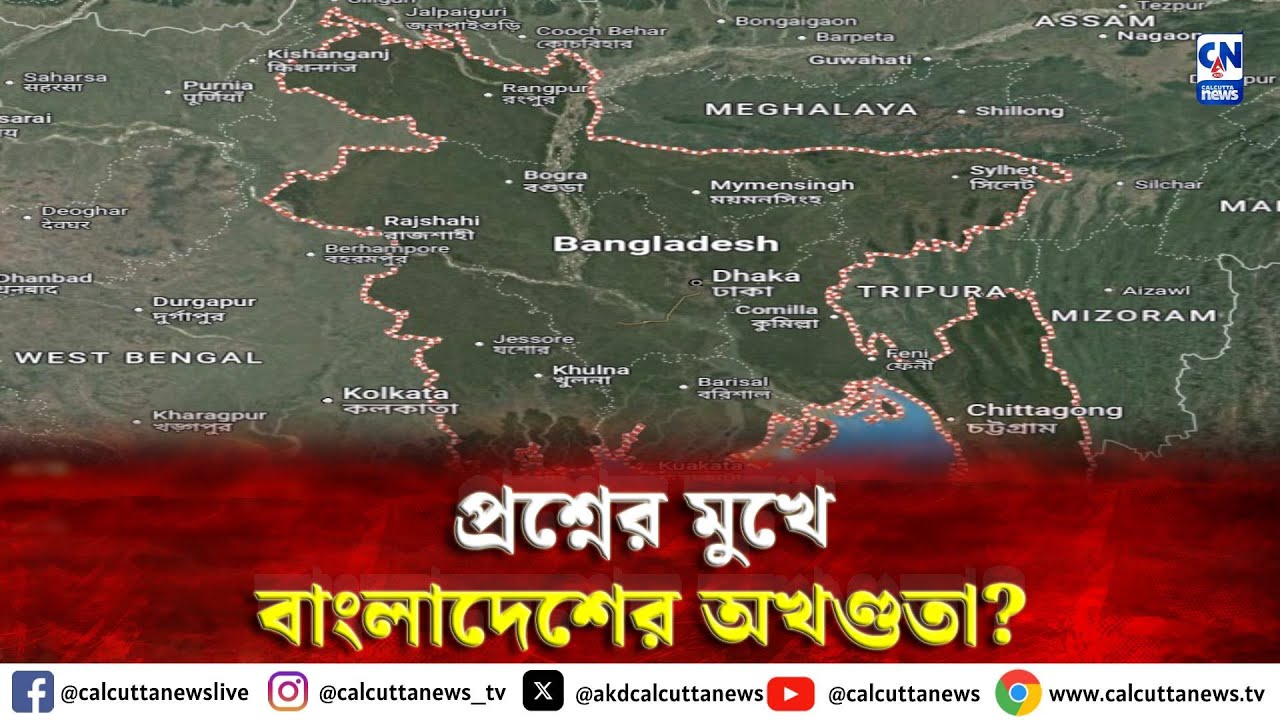 Siliguri
Jalpaiguri
জলপাইগুড়ি
Cooch Behar
কোচবিহার
Bongaigaon
Barpeta
Tezpur
ASSAM
Nagaon
Guwahati
Kishanganj
কিশনগঞ্জ
CN
CALCUTTA
news
Saharsa
সহরসা
Purnia
পূর্ণিয়া
Rangpur
রংপুর
MEGHALAYA
Shillong
Bogra
বগুড়া
Mymensingh
ময়মনসিংহ
Sylhet
সিলেট
Silchar
Deoghar
দেবঘর
Rajshahi
রাজশাহী
Berhampore
বহরমপুর
Bangladesh
Dhaka
ঢাকা
Dhanbad
ধানবাদ
Durgapur
দুর্গাপুর
Comilla
কুমিল্লা
TRIPURA
Aizawl
MIZORAM
WEST BENGAL
Jessore
যশোর
Khulna
খুলনা
Barisal
বরিশাল
Feni
ফেনী
Kolkata
কলকাতা
Kharagpur
খড়্গপুর
Chittagong
চট্টগ্রাম
Kuakata
প্রশ্নের মুখে
বাংলাদেশের অখণ্ডতা?
@calcuttanewslive @calcuttanews_tv @akdcalcuttanews @calcuttanews www.calcuttanews.tv